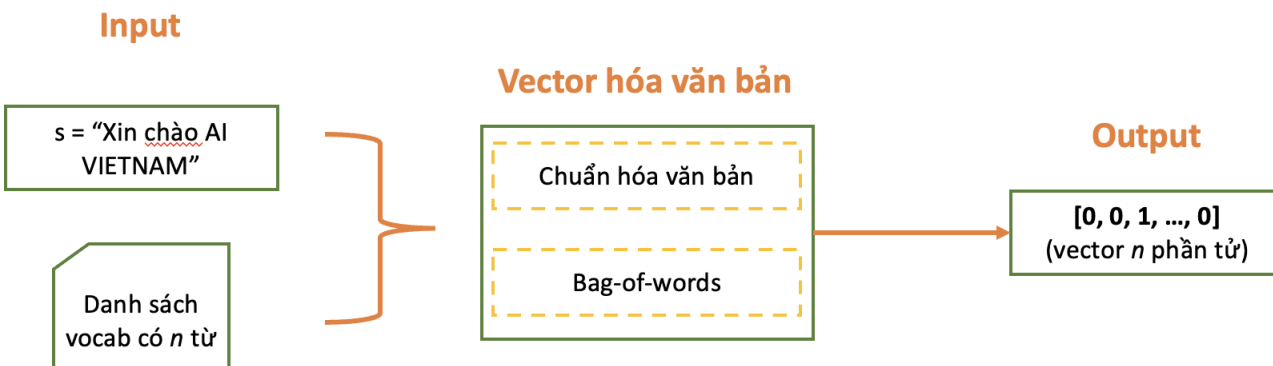 Input
s = “Xin chào AI
VIETNAM”
Danh sách
vocab có n từ
Vector hóa văn bản
Chuẩn hóa văn bản
Bag-of-words
Output
[0, 0, 1, ..., 0]
(vector n phần tử)